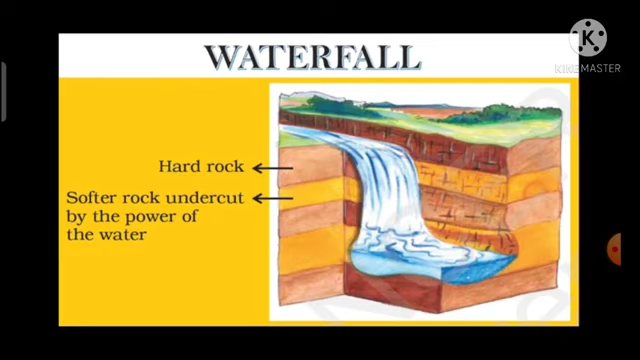 WATERFALL
KINEMASTER
Hard rock
Softer rock undercut
by the power of
the water